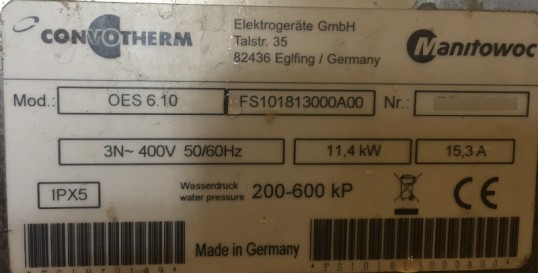 CONVOTHERM
Elektrogeräte GmbH
Talstr. 35
82436 Eglfing / Germany
Manitowoc
Mod.: OES 6.10 FS101813000A00 Nr.:
3N~ 400V 50/60Hz 11,4 kW 15,3 A
IPX5 Wasserdruck
water pressure 200-600 kP CE
Made in Germany
*FS101813000A00*